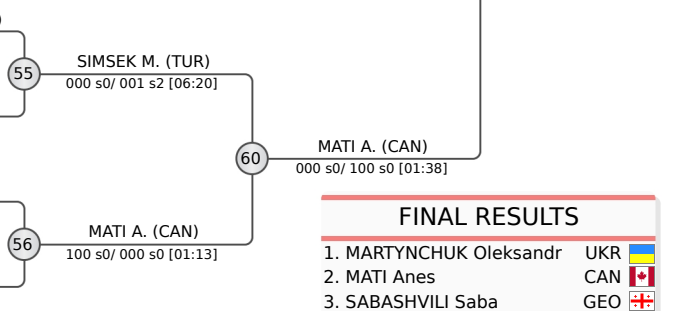 )
55
SIMSEK M. (TUR)
000 s0/ 001 s2 [06:20]
60
MATI A. (CAN)
000 s0/ 100 s0 [01:38]
56
MATI A. (CAN)
100 s0/ 000 s0 [01:13]
FINAL RESULTS
1. MARTYNCHUK Oleksandr UKR
2. MATI Anes CAN
3. SABASHVILI Saba GEO